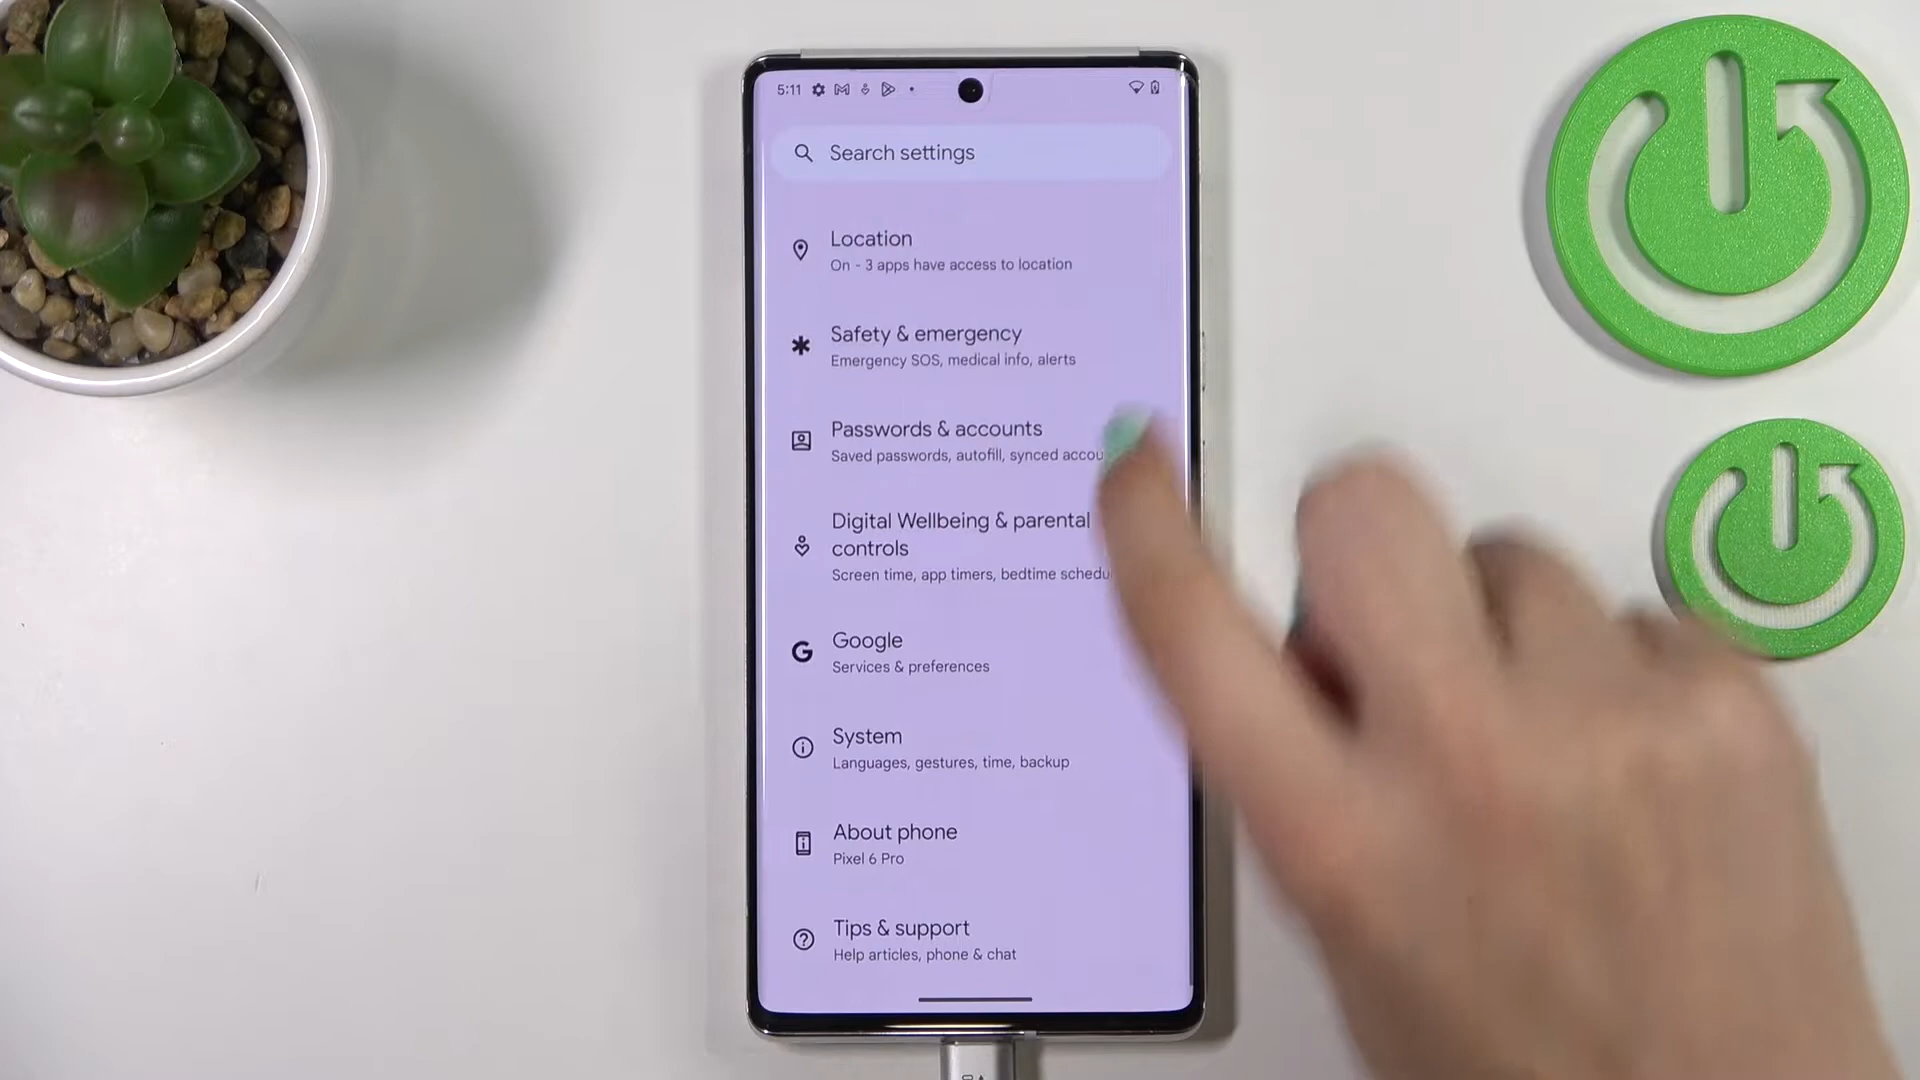 5:11
Search settings
Location
On - 3 apps have access to location
Safety & emergency
Emergency SOS, medical info, alerts
Passwords & accounts
Saved passwords, autofill, synced accou
Digital Wellbeing & parental
controls
Screen time, app timers, bedtime schedu
Google
Services & preferences
System
Languages, gestures, time, backup
About phone
Pixel 6 Pro
Tips & support
Help articles, phone & chat